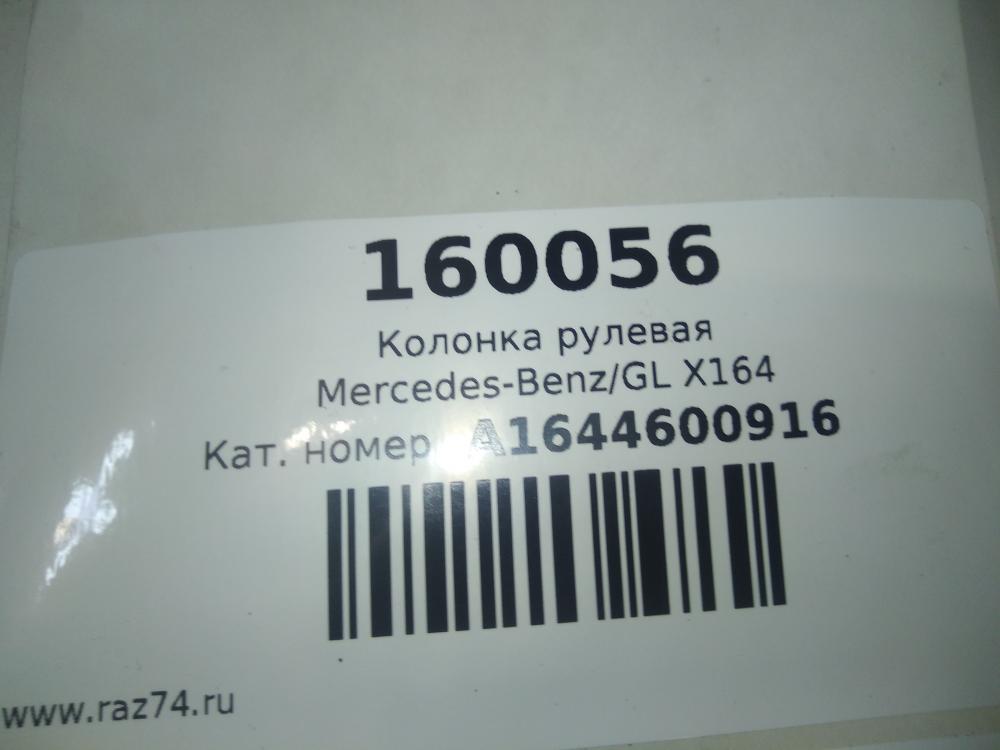 160056
Колонка рулевая
Mercedes-Benz/GL X164
Кат. номер A1644600916
www.raz74.ru